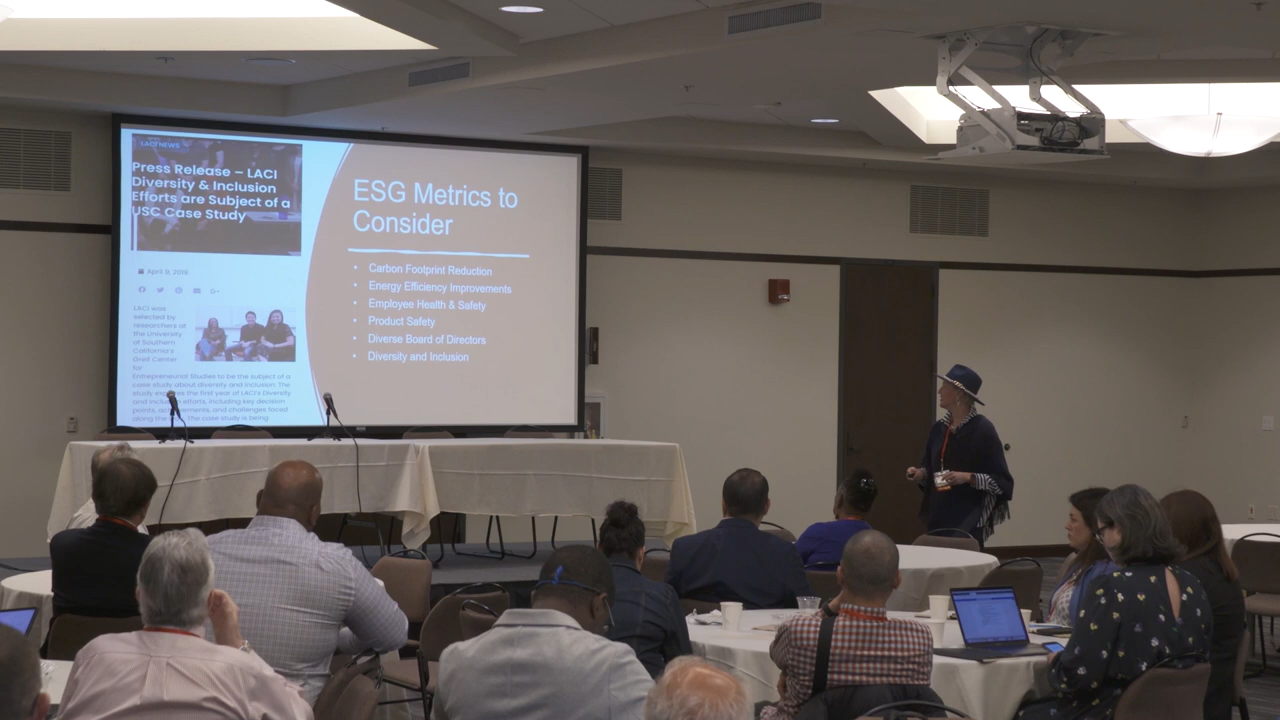 LACI NEWS
Press Release – LACI
Diversity & Inclusion
Efforts are Subject of a
USC Case Study
April 9, 2019
LACI was
selected by
researchers at
the University
of Southern
California's
Greif Center
for
Entrepreneurial Studies to be the subject of a
case study about diversity and inclusion. The
study explores the first year of LACI's Diversity
and inclusion efforts, including key decision
points, achievements, and challenges faced
along the The case study is being
ESG Metrics to
Consider
• Carbon Footprint Reduction
• Energy Efficiency Improvements
• Employee Health & Safety
• Product Safety
• Diverse Board of Directors
• Diversity and Inclusion